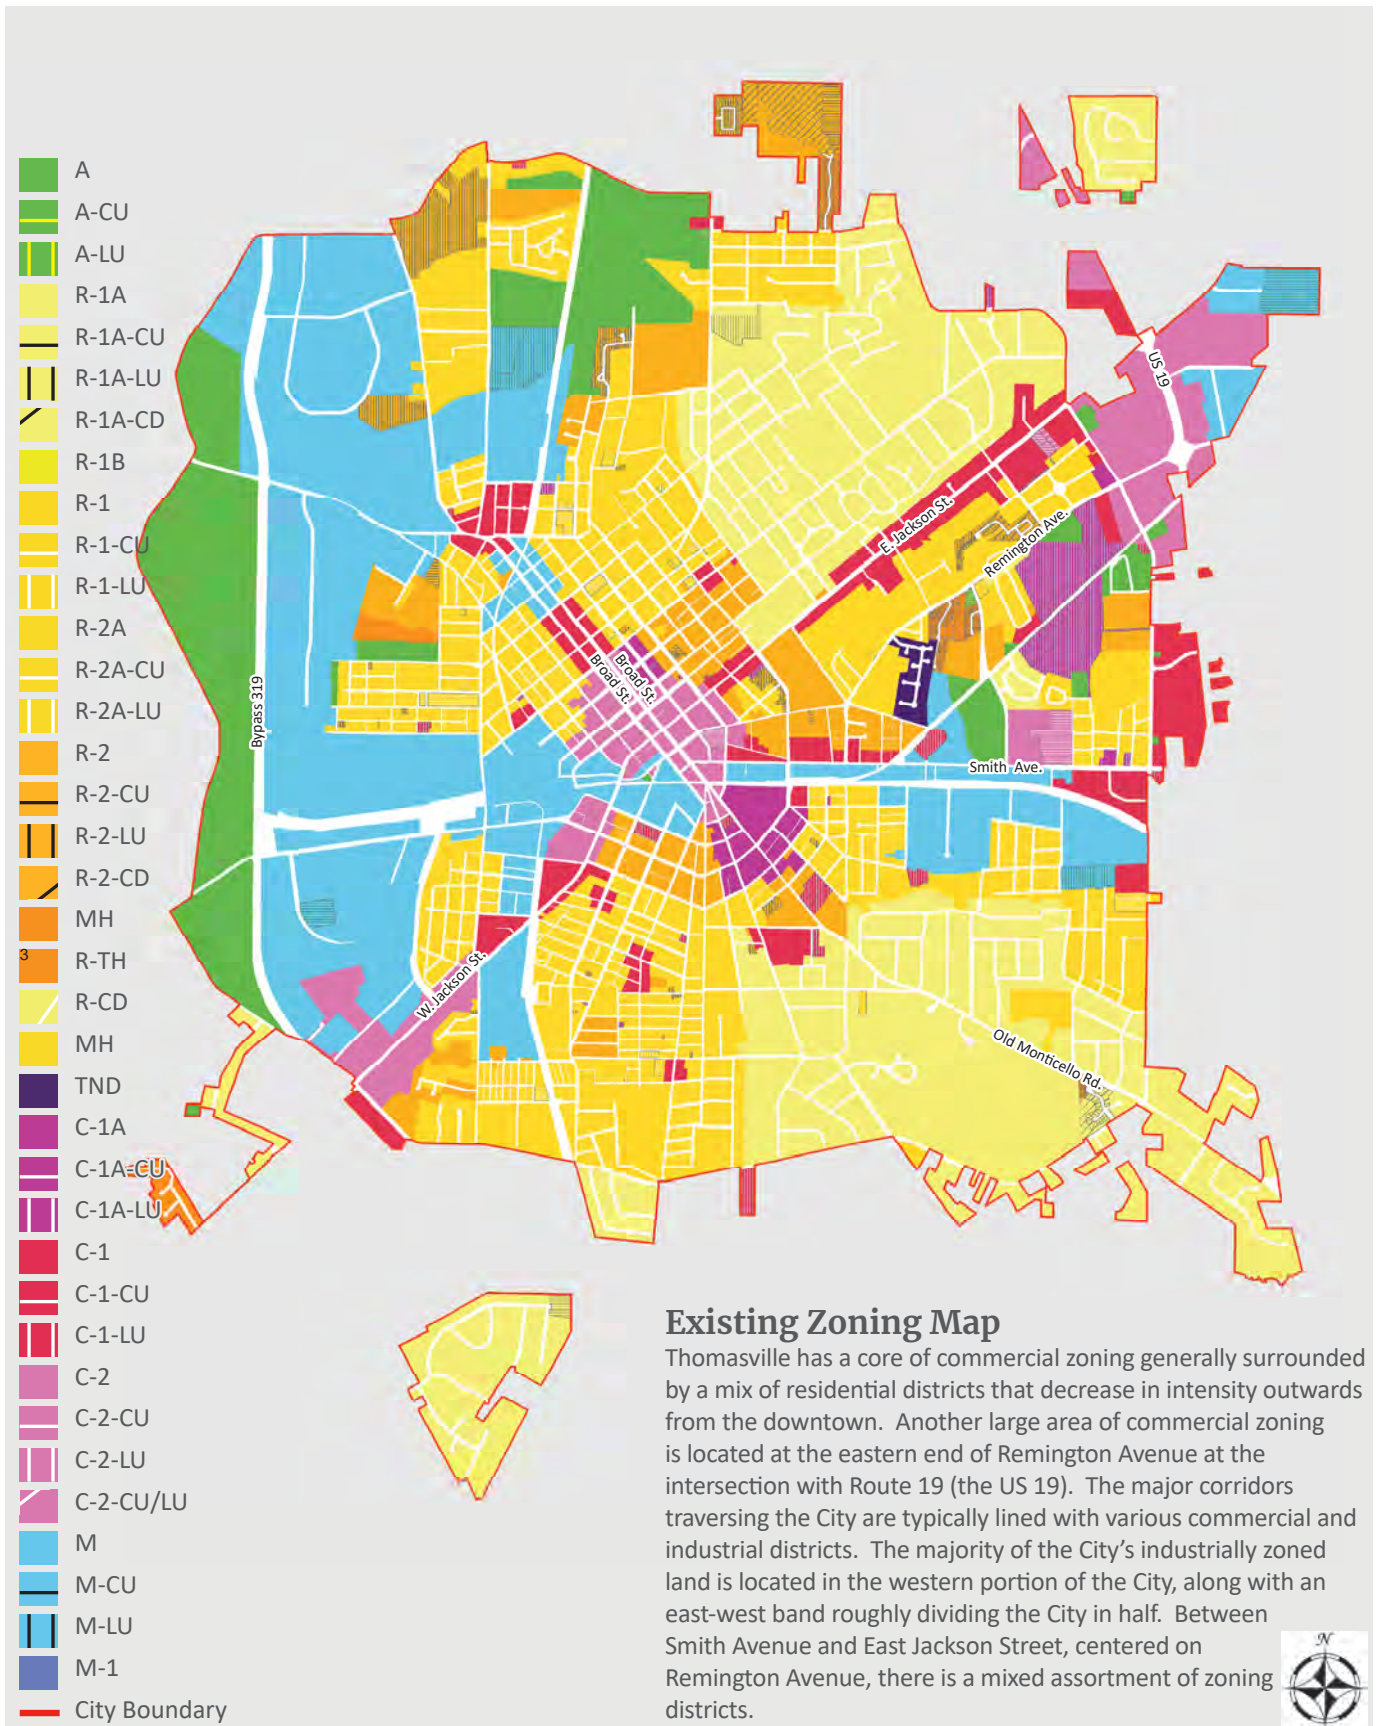 A
A-CU
A-LU
R-1A
R-1A-CU
R-1A-LU
R-1A-CD
R-1B
R-1
R-1-CU
R-1-LU
R-2A
R-2A-CU
R-2A-LU
R-2
R-2-CU
R-2-LU
R-2-CD
MH
3
R-TH
R-CD
MH
TND
C-1A
C-1A-CU
C-1A-LU
C-1
C-1-CU
C-1-LU
C-2
C-2-CU
C-2-LU
C-2-CU/LU
M
M-CU
M-LU
M-1
City Boundary
US 19
E. Jackson St.
Remington Ave.
Broad St.
Broad St.
Bypass 319
Smith Ave.
W. Jackson St.
Old Monticello Rd.
Existing Zoning Map
Thomasville has a core of commercial zoning generally surrounded
by a mix of residential districts that decrease in intensity outwards
from the downtown.  Another large area of commercial zoning
is located at the eastern end of Remington Avenue at the
intersection with Route 19 (the US 19).  The major corridors
traversing the City are typically lined with various commercial and
industrial districts.  The majority of the City's industrially zoned
land is located in the western portion of the City, along with an
east-west band roughly dividing the City in half.  Between
Smith Avenue and East Jackson Street, centered on
Remington Avenue, there is a mixed assortment of zoning
districts.
N